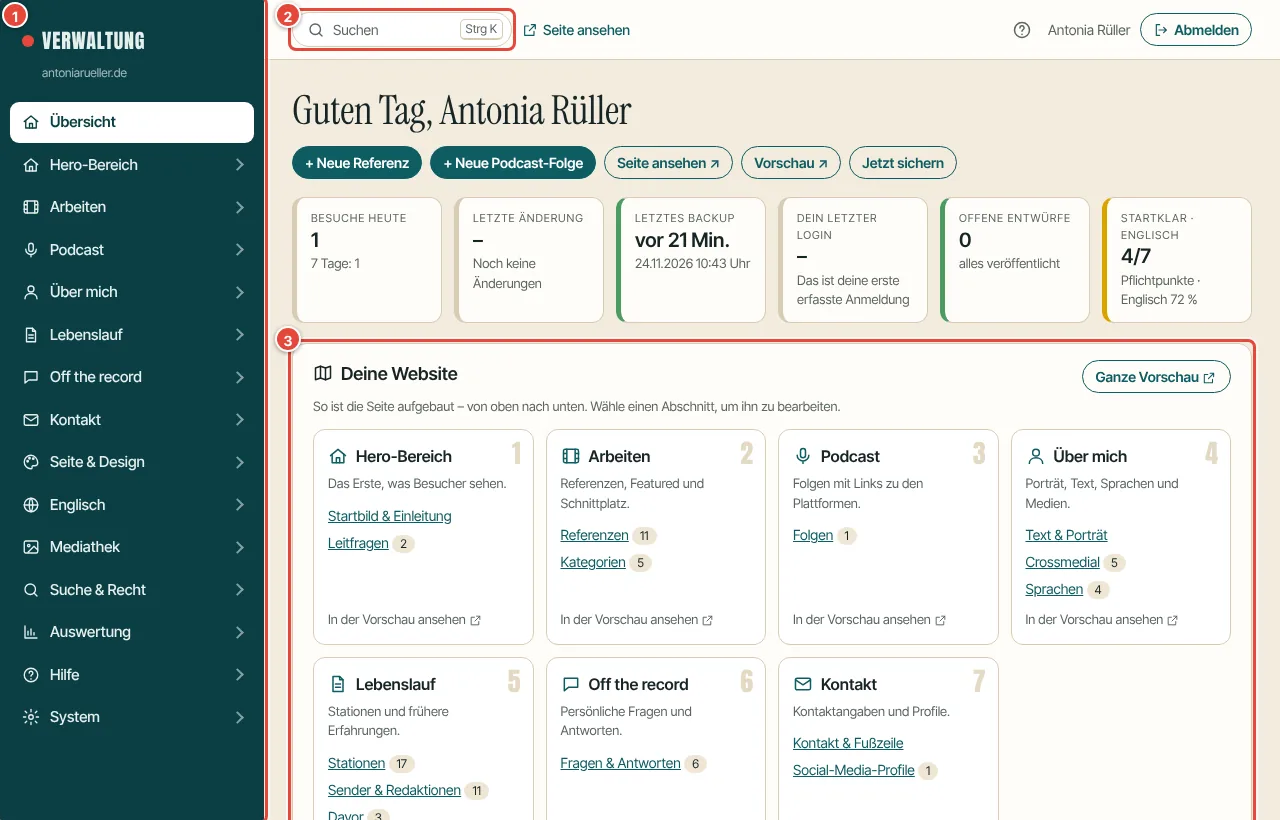 1
VERWALTUNG
antoniarueller.de
Übersicht
Hero-Bereich
Arbeiten
Podcast
Über mich
Lebenslauf
Off the record
Kontakt
Seite & Design
Englisch
Mediathek
Suche & Recht
Auswertung
Hilfe
System
2
Suchen Strg K
Seite ansehen
Antonia Rüller
Abmelden
Guten Tag, Antonia Rüller
+ Neue Referenz
+ Neue Podcast-Folge
Seite ansehen ↗
Vorschau ↗
Jetzt sichern
BESUCHE HEUTE
1
7 Tage: 1
LETZTE ÄNDERUNG
–
Noch keine
Änderungen
LETZTES BACKUP
vor 21 Min.
24.11.2026 10:43 Uhr
DEIN LETZTER
LOGIN
–
Das ist deine erste
erfasste Anmeldung
OFFENE ENTWÜRFE
0
alles veröffentlicht
STARTKLAR ·
ENGLISCH
4/7
Pflichtpunkte ·
Englisch 72 %
3
Deine Website
Ganze Vorschau
So ist die Seite aufgebaut – von oben nach unten. Wähle einen Abschnitt, um ihn zu bearbeiten.
Hero-Bereich 1
Das Erste, was Besucher sehen.
Startbild & Einleitung
Leitfragen 2
In der Vorschau ansehen
Arbeiten 2
Referenzen, Featured und
Schnittplatz.
Referenzen 11
Kategorien 5
In der Vorschau ansehen
Podcast 3
Folgen mit Links zu den
Plattformen.
Folgen 1
In der Vorschau ansehen
Über mich 4
Porträt, Text, Sprachen und
Medien.
Text & Porträt
Crossmedial 5
Sprachen 4
In der Vorschau ansehen
Lebenslauf 5
Stationen und frühere
Erfahrungen.
Stationen 17
Sender & Redaktionen 11
Davor 3
Off the record 6
Persönliche Fragen und
Antworten.
Fragen & Antworten 6
Kontakt 7
Kontaktangaben und Profile.
Kontakt & Fußzeile
Social-Media-Profile 1